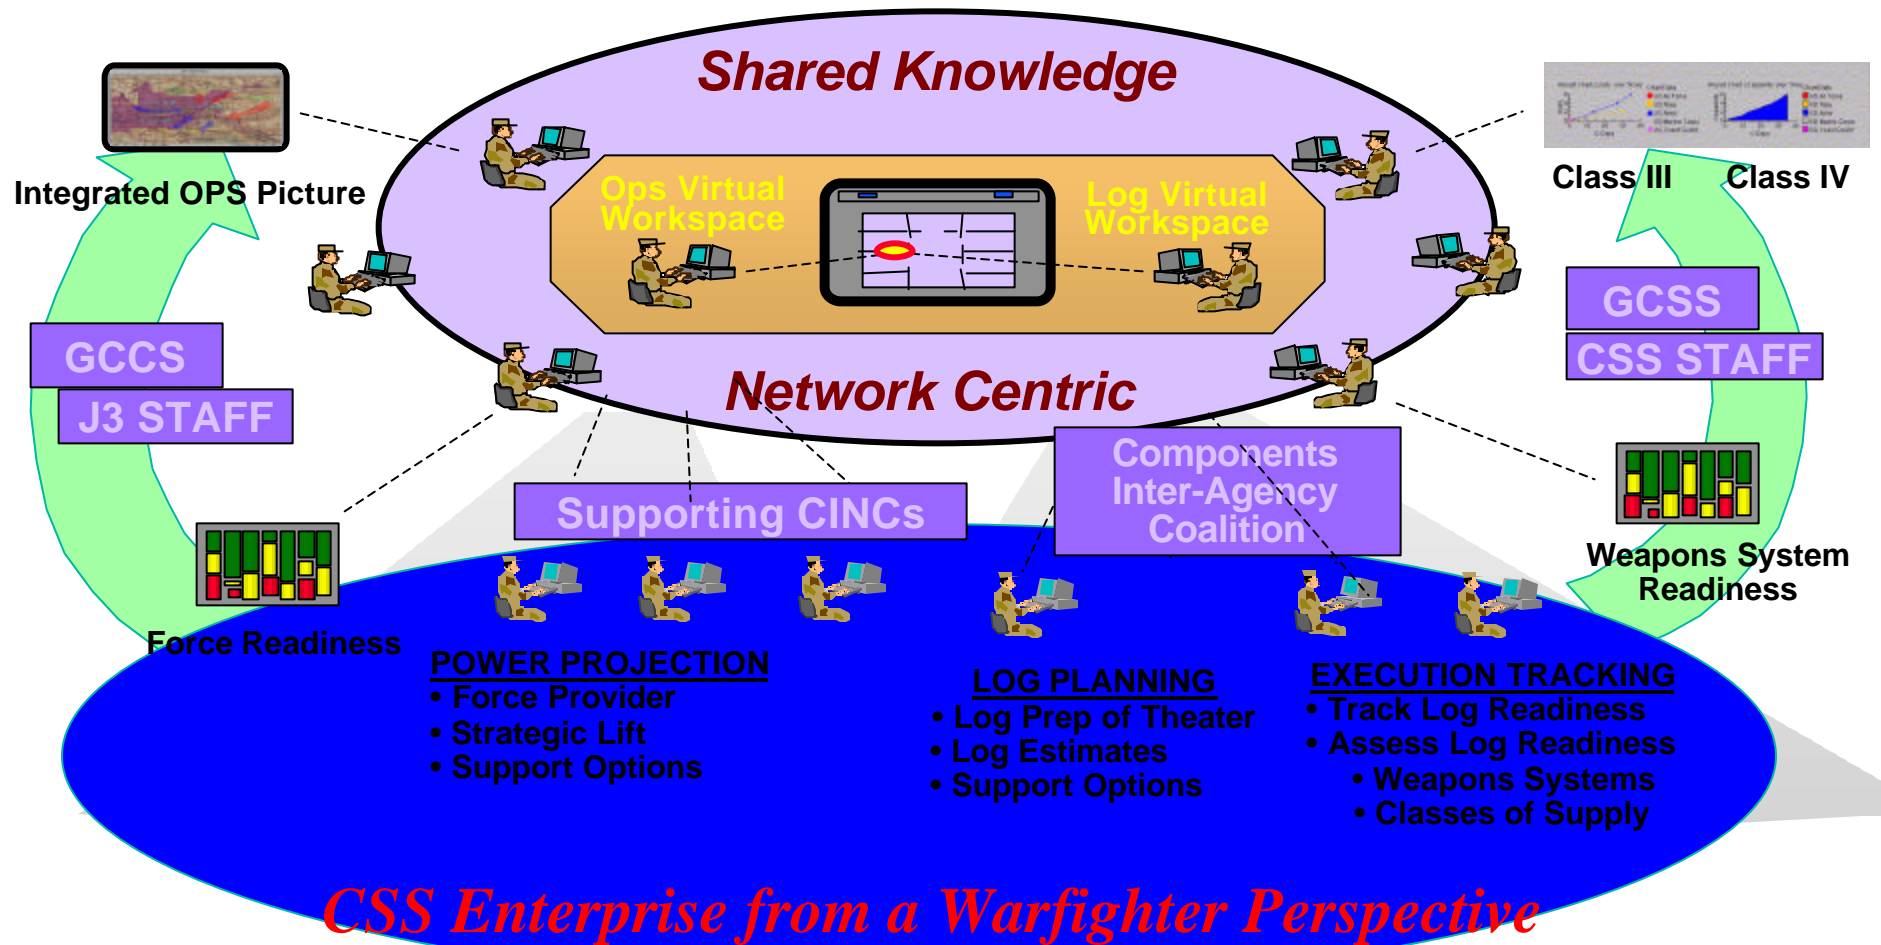 Shared Knowledge
Integrated OPS Picture
Ops Virtual
Workspace
Log Virtual
Workspace
Class III
Class IV
GCCS
J3 STAFF
GCSS
CSS STAFF
Network Centric
Supporting CINCs
Components
Inter-Agency
Coalition
Force Readiness
Weapons System
Readiness
POWER PROJECTION
• Force Provider
• Strategic Lift
• Support Options
LOG PLANNING
• Log Prep of Theater
• Log Estimates
• Support Options
EXECUTION TRACKING
• Track Log Readiness
• Assess Log Readiness
• Weapons Systems
• Classes of Supply
CSS Enterprise from a Warfighter Perspective